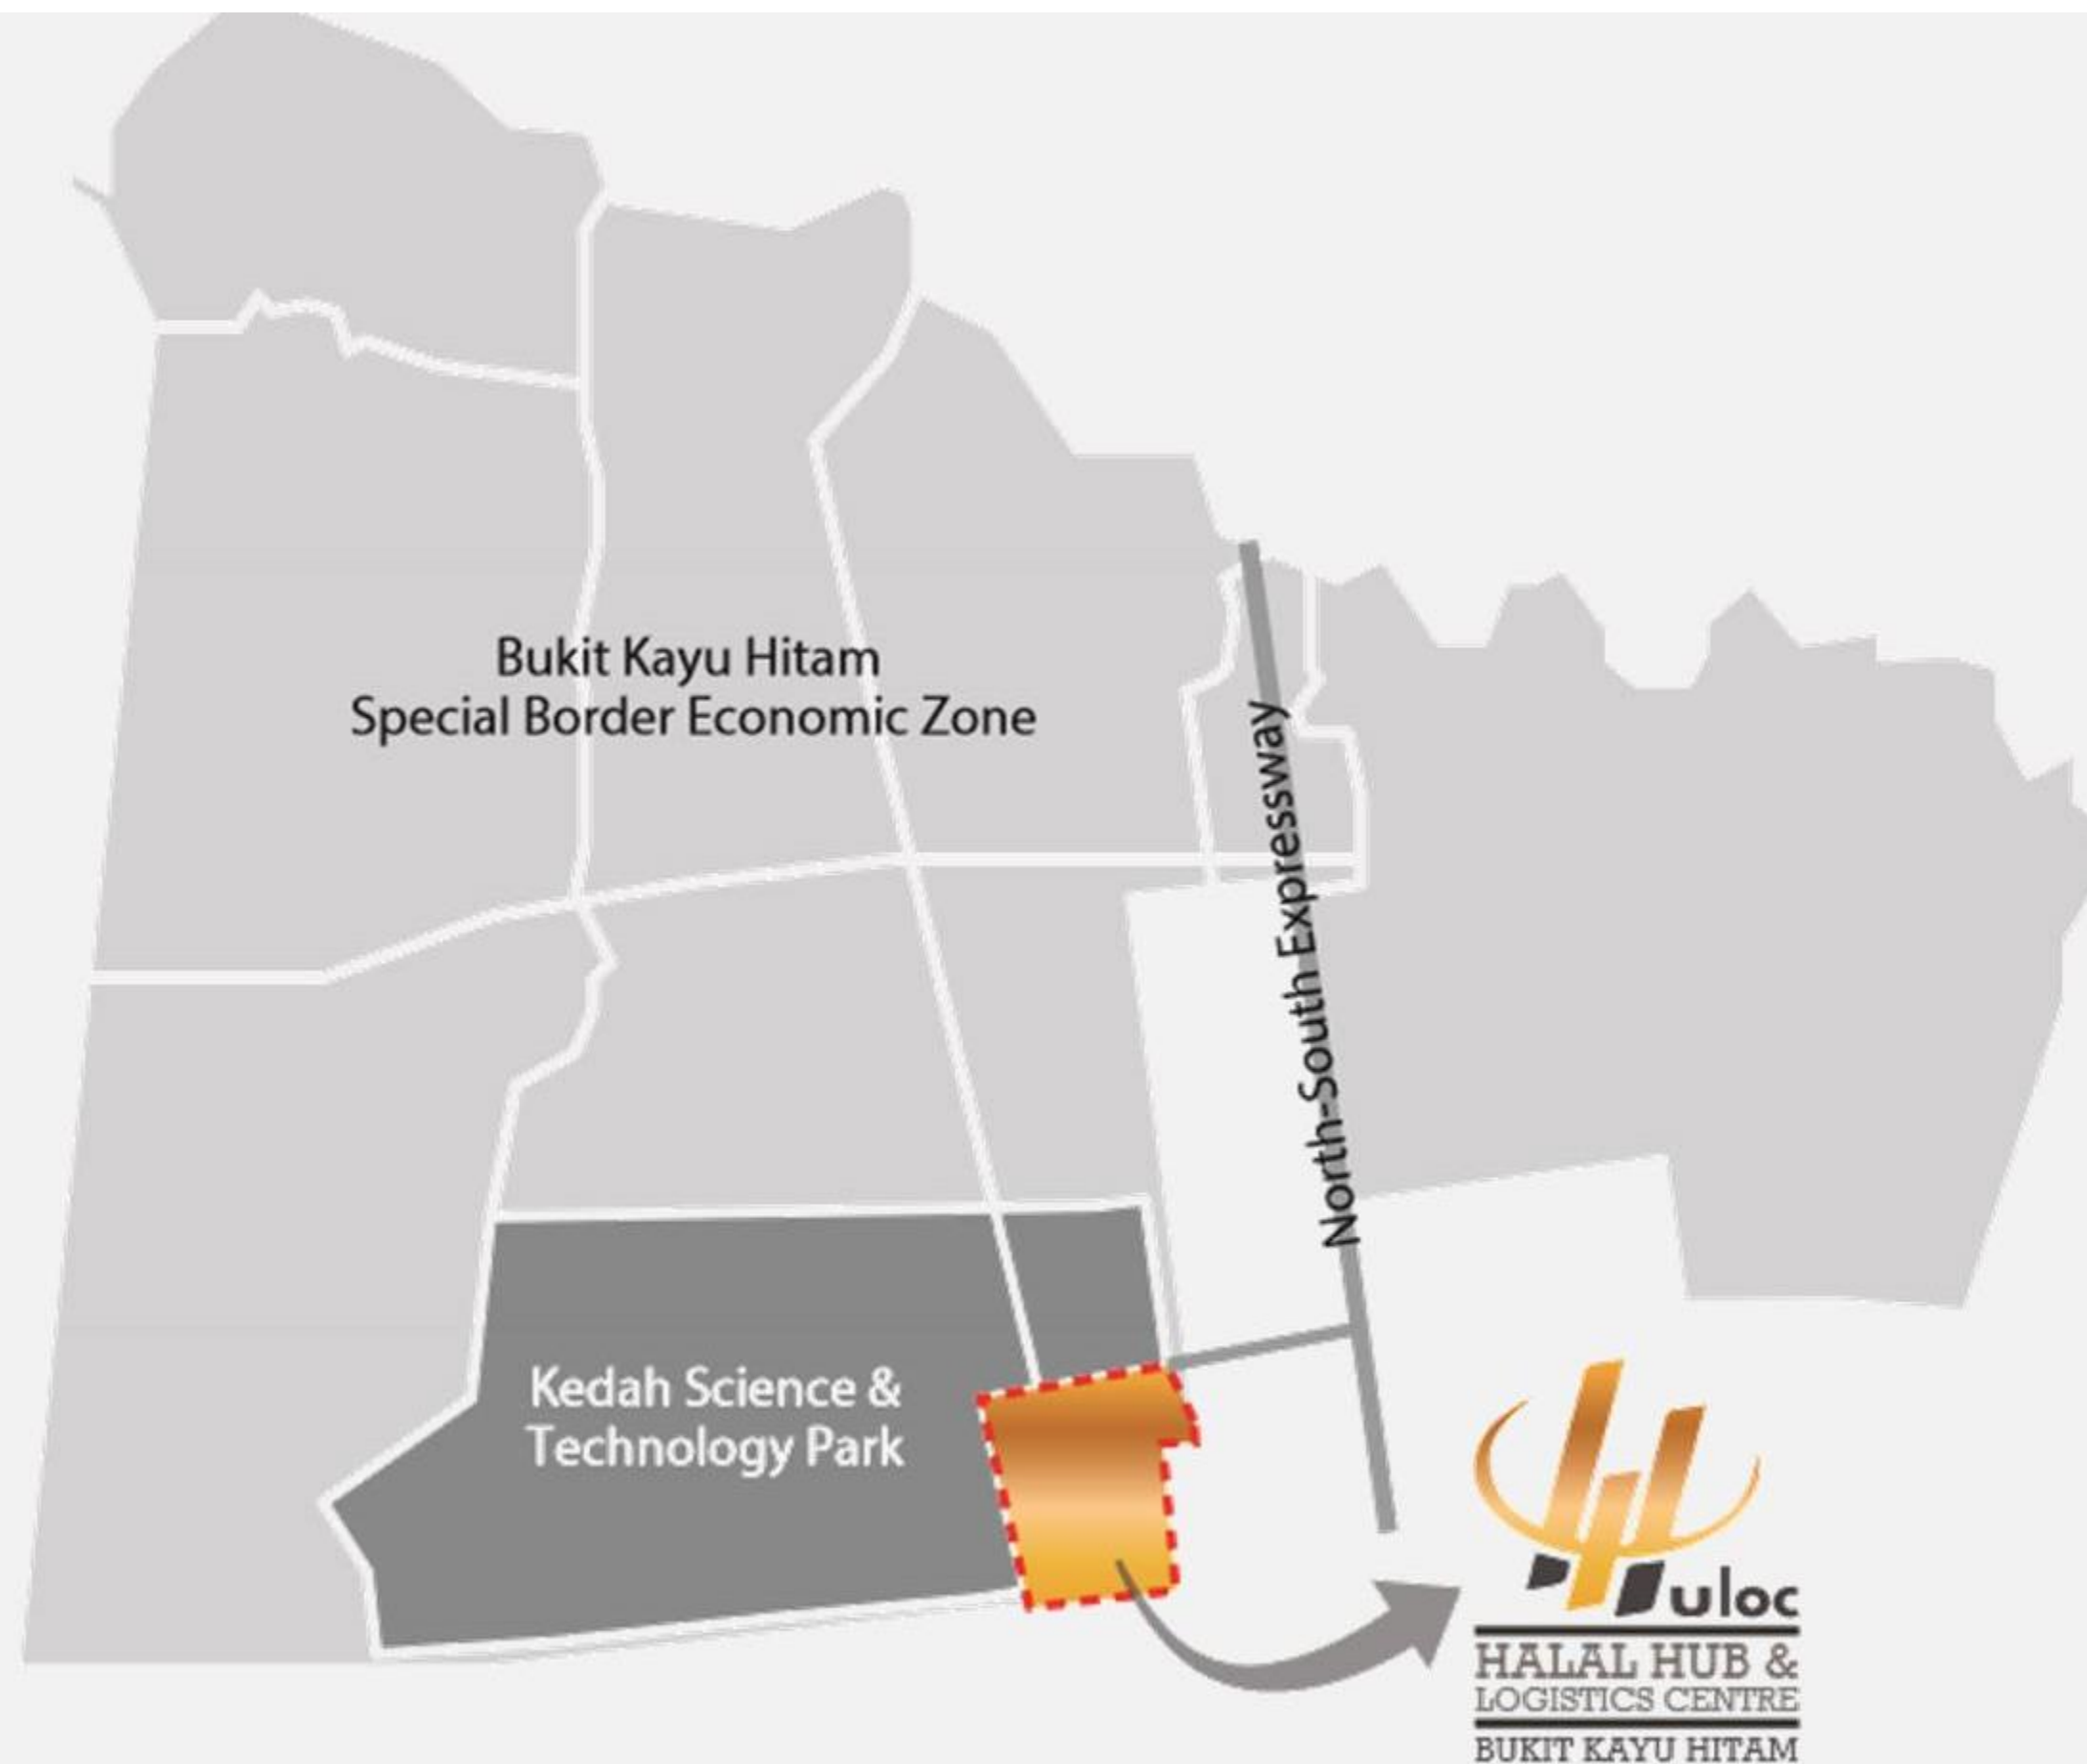 Bukit Kayu Hitam
Special Border Economic Zone
North-South Expressway
Kedah Science &
Technology Park
uloc
HALAL HUB &
LOGISTICS CENTRE
BUKIT KAYU HITAM